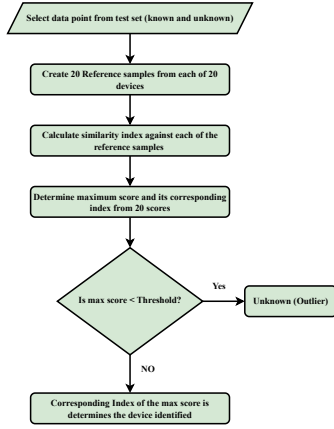 Select data point from test set (known and unknown)
Create 20 Reference samples from each of 20
devices
Calculate similarity index against each of the
reference samples
Determine maximum score and its corresponding
index from 20 scores
Is max score < Threshold?
Yes
Unknown (Outlier)
NO
Corresponding Index of the max score is
determines the device identified